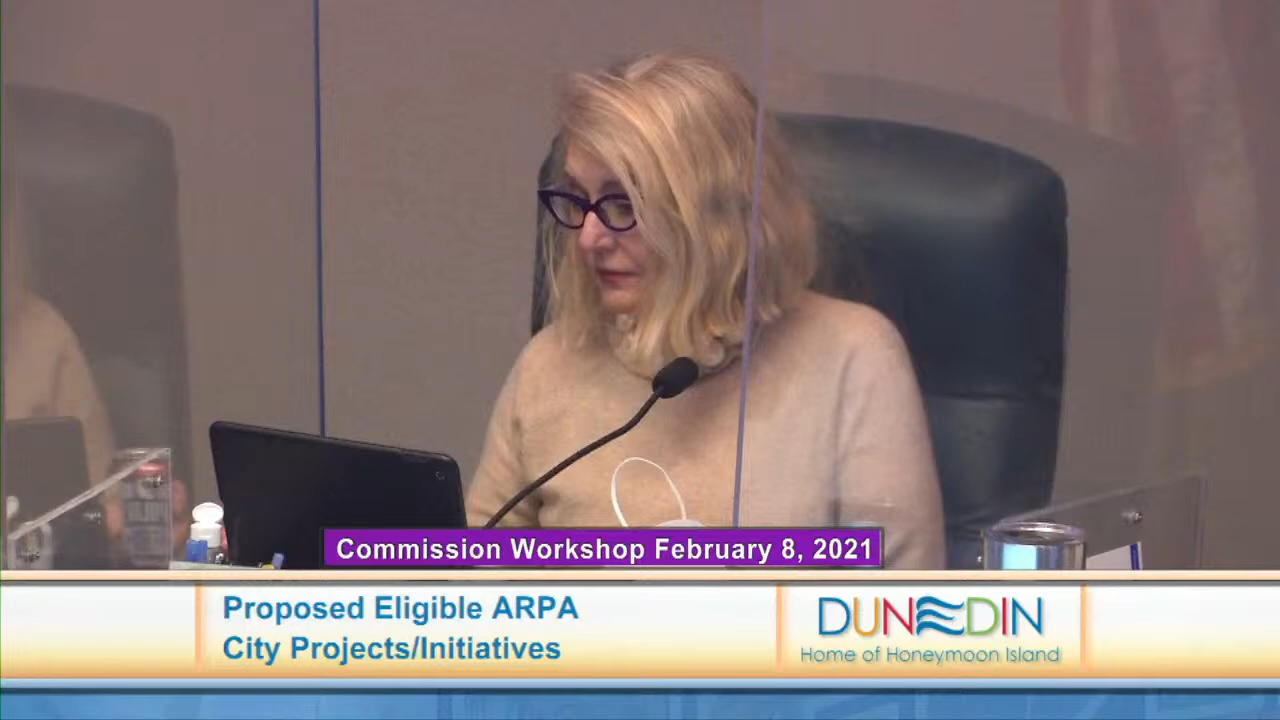 Commission Workshop February 8, 2021
Proposed Eligible ARPA
City Projects/Initiatives
DUNEDIN
Home of Honeymoon Island